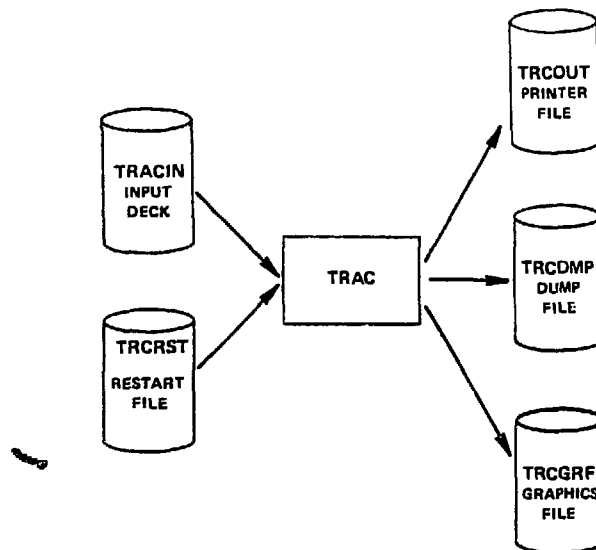 TRACIN
INPUT
DECK
TRCRST
RESTART
FILE
TRAC
TRCOUT
PRINTER
FILE
TRCDMP
DUMP
FILE
TRCGRF
GRAPHICS
FILE